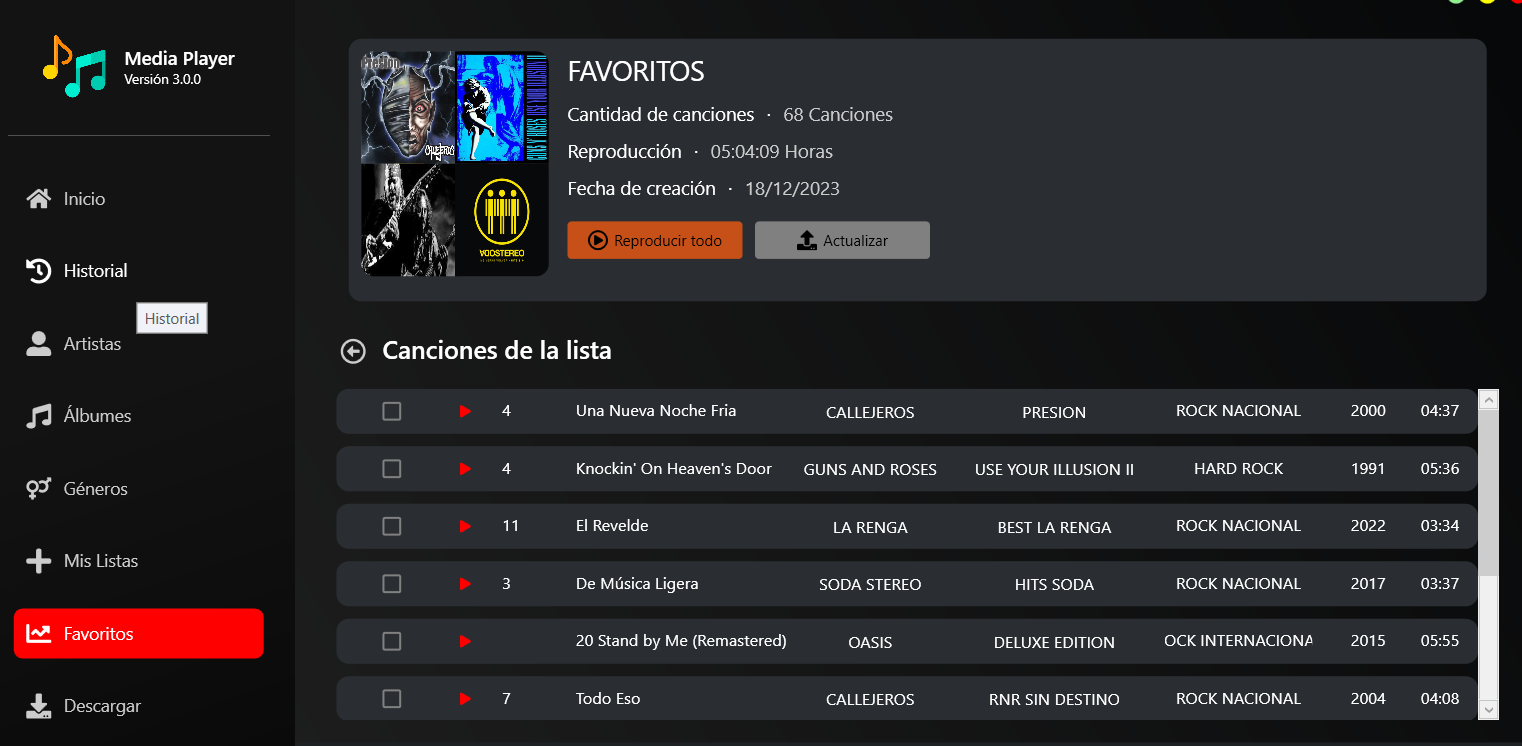 Media Player
Versión 3.0.0
Inicio
Historial
Historial
Artistas
Álbumes
Géneros
Mis Listas
Favoritos
Descargar
FAVORITOS
Cantidad de canciones · 68 Canciones
Reproducción · 05:04:09 Horas
Fecha de creación · 18/12/2023
Reproducir todo
Actualizar
Canciones de la lista
4 Una Nueva Noche Fria CALLEJEROS PRESION ROCK NACIONAL 2000 04:37
4 Knockin' On Heaven's Door GUNS AND ROSES USE YOUR ILLUSION II HARD ROCK 1991 05:36
11 El Revelde LA RENGA BEST LA RENGA ROCK NACIONAL 2022 03:34
3 De Música Ligera SODA STEREO HITS SODA ROCK NACIONAL 2017 03:37
20 Stand by Me (Remastered) OASIS DELUXE EDITION OCK INTERNACIONA 2015 05:55
7 Todo Eso CALLEJEROS RNR SIN DESTINO ROCK NACIONAL 2004 04:08